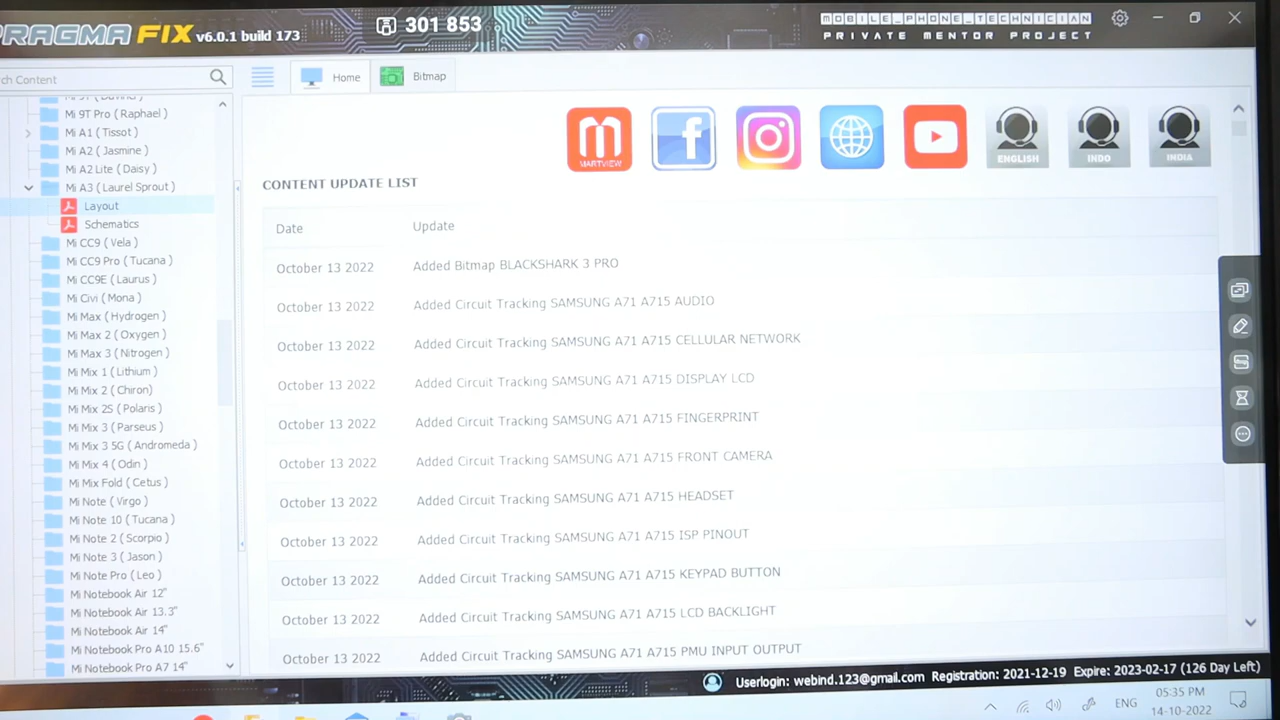 PRAGMA FIX v6.0.1 build 173
301 853
MOBILE_PHONE_TECHNICIAN
PRIVATE MENTOR PROJECT
ch Content
Home
Bitmap
Mi 9T Pro ( Raphael )
Mi A1 ( Tissot )
Mi A2 ( Jasmine )
Mi A2 Lite ( Daisy )
Mi A3 ( Laurel Sprout )
Layout
Schematics
Mi CC9 ( Vela )
Mi CC9 Pro ( Tucana )
Mi CC9E ( Laurus )
Mi Civi ( Mona )
Mi Max ( Hydrogen )
Mi Max 2 ( Oxygen )
Mi Max 3 ( Nitrogen )
Mi Mix 1 ( Lithium )
Mi Mix 2 ( Chiron)
Mi Mix 2S ( Polaris )
Mi Mix 3 ( Parseus )
Mi Mix 3 5G ( Andromeda )
Mi Mix 4 ( Odin )
Mi Mix Fold ( Cetus )
Mi Note ( Virgo )
Mi Note 10 ( Tucana )
Mi Note 2 ( Scorpio )
Mi Note 3 ( Jason )
Mi Note Pro ( Leo )
Mi Notebook Air 12"
Mi Notebook Air 13.3"
Mi Notebook Air 14"
Mi Notebook Pro A10 15.6"
Mi Notebook Pro A7 14"
MARTVIEW
ENGLISH
INDO
INDIA
CONTENT UPDATE LIST
Date Update
October 13 2022 Added Bitmap BLACKSHARK 3 PRO
October 13 2022 Added Circuit Tracking SAMSUNG A71 A715 AUDIO
October 13 2022 Added Circuit Tracking SAMSUNG A71 A715 CELLULAR NETWORK
October 13 2022 Added Circuit Tracking SAMSUNG A71 A715 DISPLAY LCD
October 13 2022 Added Circuit Tracking SAMSUNG A71 A715 FINGERPRINT
October 13 2022 Added Circuit Tracking SAMSUNG A71 A715 FRONT CAMERA
October 13 2022 Added Circuit Tracking SAMSUNG A71 A715 HEADSET
October 13 2022 Added Circuit Tracking SAMSUNG A71 A715 ISP PINOUT
October 13 2022 Added Circuit Tracking SAMSUNG A71 A715 KEYPAD BUTTON
October 13 2022 Added Circuit Tracking SAMSUNG A71 A715 LCD BACKLIGHT
October 13 2022 Added Circuit Tracking SAMSUNG A71 A715 PMU INPUT OUTPUT
Userlogin: webind.123@gmail.com Registration: 2021-12-19 Expire: 2023-02-17 (126 Day Left)
ENG
05:35 PM
14-10-2022